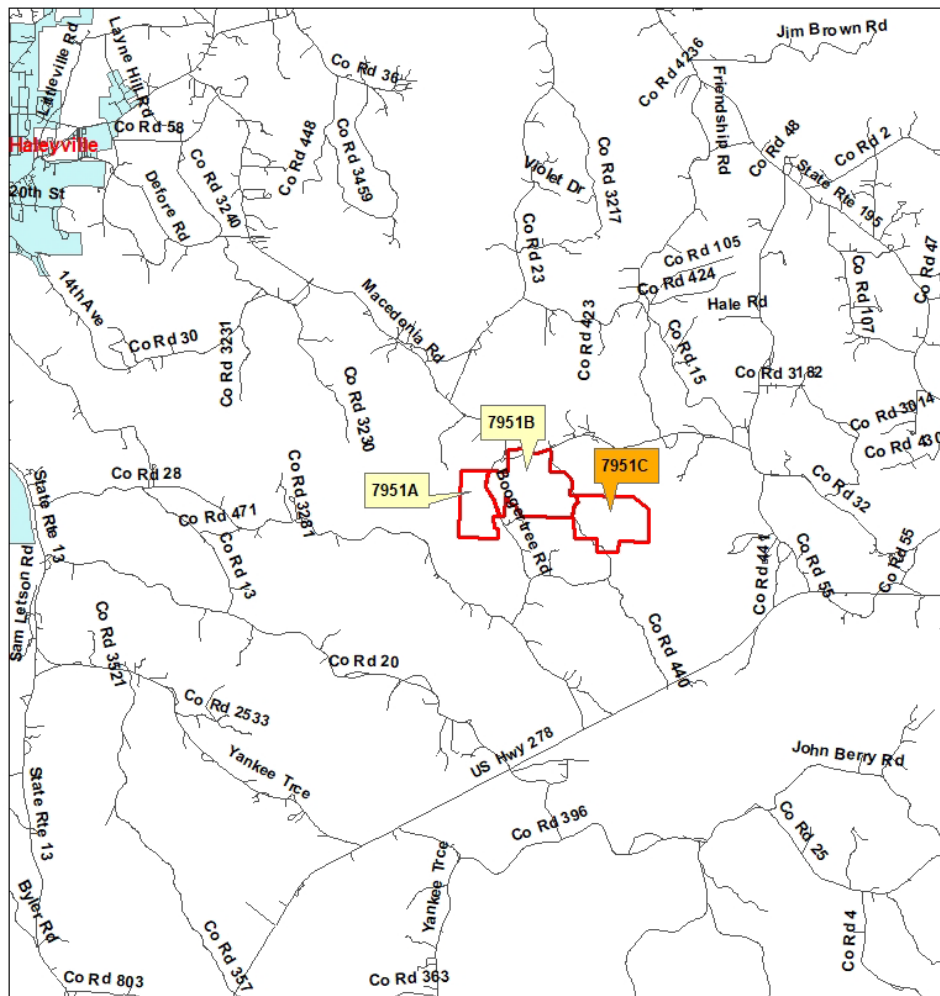 Jim Brown Rd
Littleville Rd
Layne Hill Rd
Co Rd 36
Co Rd 4236
Friendship Rd
Co Rd 58
Haleyville
Co Rd 448
Co Rd 3459
Co Rd 48
Co Rd 2
20th St
Defore Rd
Co Rd 3240
Violet Dr
Co Rd 3217
State Rte 195
Co Rd 23
Co Rd 105
Co Rd 424
Co Rd 47
14th Ave
Macedonia Rd
Hale Rd
Co Rd 107
Co Rd 30
Co Rd 3231
Co Rd 423
Co Rd 15
Co Rd 3182
Co Rd 3230
Co Rd 3014
Co Rd 430
7951B
7951C
7951A
Co Rd 28
State Rte 13
Co Rd 471
Co Rd 3281
Boogertree Rd
Co Rd 32
Co Rd 13
Co Rd 441
Co Rd 55
Co Rd 55
Sam Letson Rd
Co Rd 3521
Co Rd 20
Co Rd 440
Co Rd 2533
US Hwy 278
John Berry Rd
Yankee Trce
State Rte 13
Co Rd 396
Co Rd 25
Byler Rd
Yankee Trce
Co Rd 4
Co Rd 357
Co Rd 803
Co Rd 363